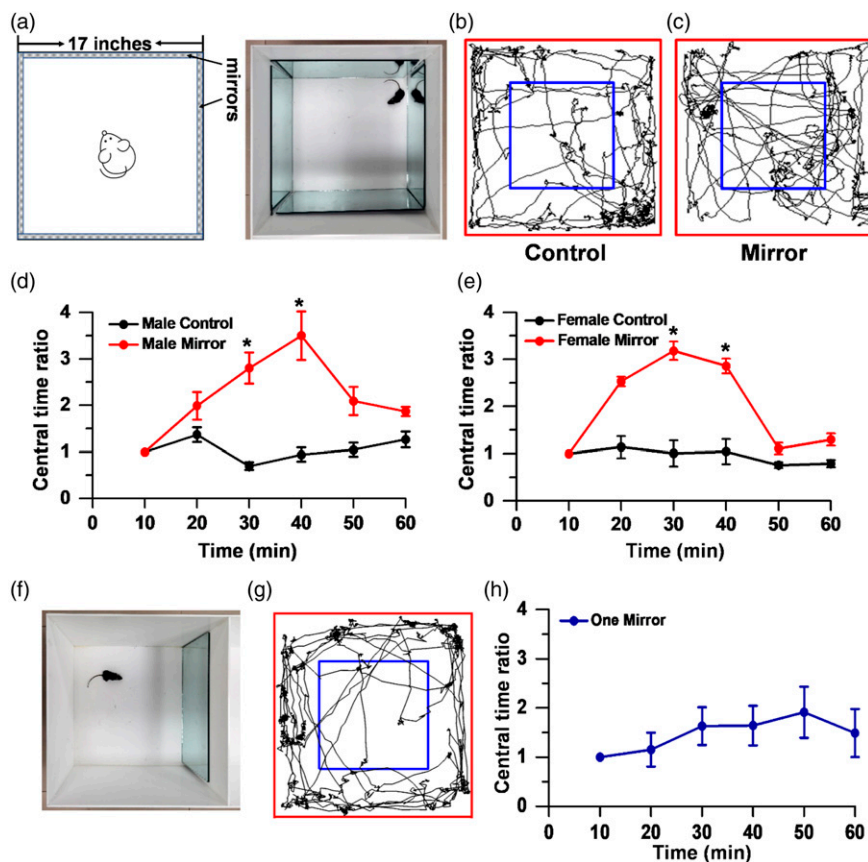 (a)
17 inches
mirrors
(b)
Control
(c)
Mirror
(d)
Central time ratio
4
3
2
1
0
Male Control
Male Mirror
*
*
0 10 20 30 40 50 60
Time (min)
(e)
Central time ratio
4
3
2
1
0
Female Control
Female Mirror
*
*
0 10 20 30 40 50 60
Time (min)
(f)
(g)
(h)
Central time ratio
4
3
2
1
0
One Mirror
0 10 20 30 40 50 60
Time (min)